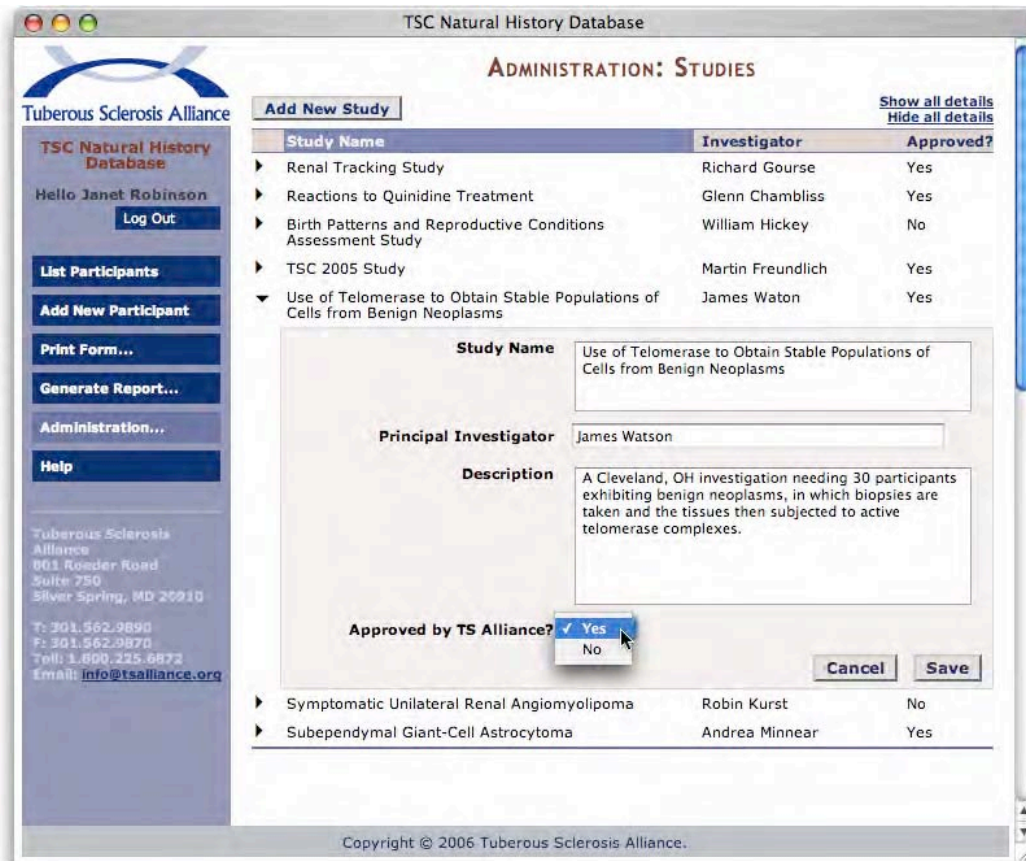 TSC Natural History Database
Tuberous Sclerosis Alliance
TSC Natural History
Database
Hello Janet Robinson
Log Out
List Participants
Add New Participant
Print Form...
Generate Report...
Administration...
Help
Tuberous Sclerosis
Alliance
801 Roeder Road
Suite 750
Silver Spring, MD 20910
T: 301.562.9890
F: 301.562.9870
Toll: 1.800.225.6872
Email: info@tsalliance.org
ADMINISTRATION: STUDIES
Add New Study
Show all details
Hide all details
Study Name Investigator Approved?
Renal Tracking Study Richard Gourse Yes
Reactions to Quinidine Treatment Glenn Chambliss Yes
Birth Patterns and Reproductive Conditions William Hickey No
Assessment Study
TSC 2005 Study Martin Freundlich Yes
Use of Telomerase to Obtain Stable Populations of James Waton Yes
Cells from Benign Neoplasms
Study Name Use of Telomerase to Obtain Stable Populations of
Cells from Benign Neoplasms
Principal Investigator James Watson
Description A Cleveland, OH investigation needing 30 participants
exhibiting benign neoplasms, in which biopsies are
taken and the tissues then subjected to active
telomerase complexes.
Approved by TS Alliance? ✓ Yes
No
Cancel Save
Symptomatic Unilateral Renal Angiomyolipoma Robin Kurst No
Subependymal Giant-Cell Astrocytoma Andrea Minnear Yes
Copyright © 2006 Tuberous Sclerosis Alliance.